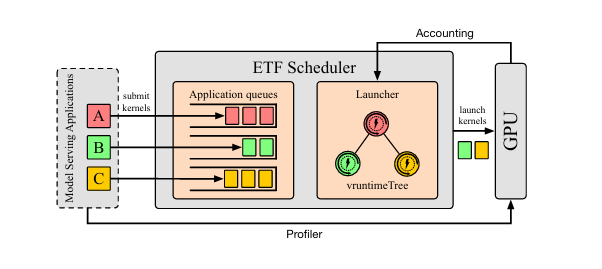 Accounting
ETF Scheduler
Model Serving Applications
submit
kernels
Application queues
Launcher
A
B
C
launch
kernels
GPU
vruntimeTree
Profiler